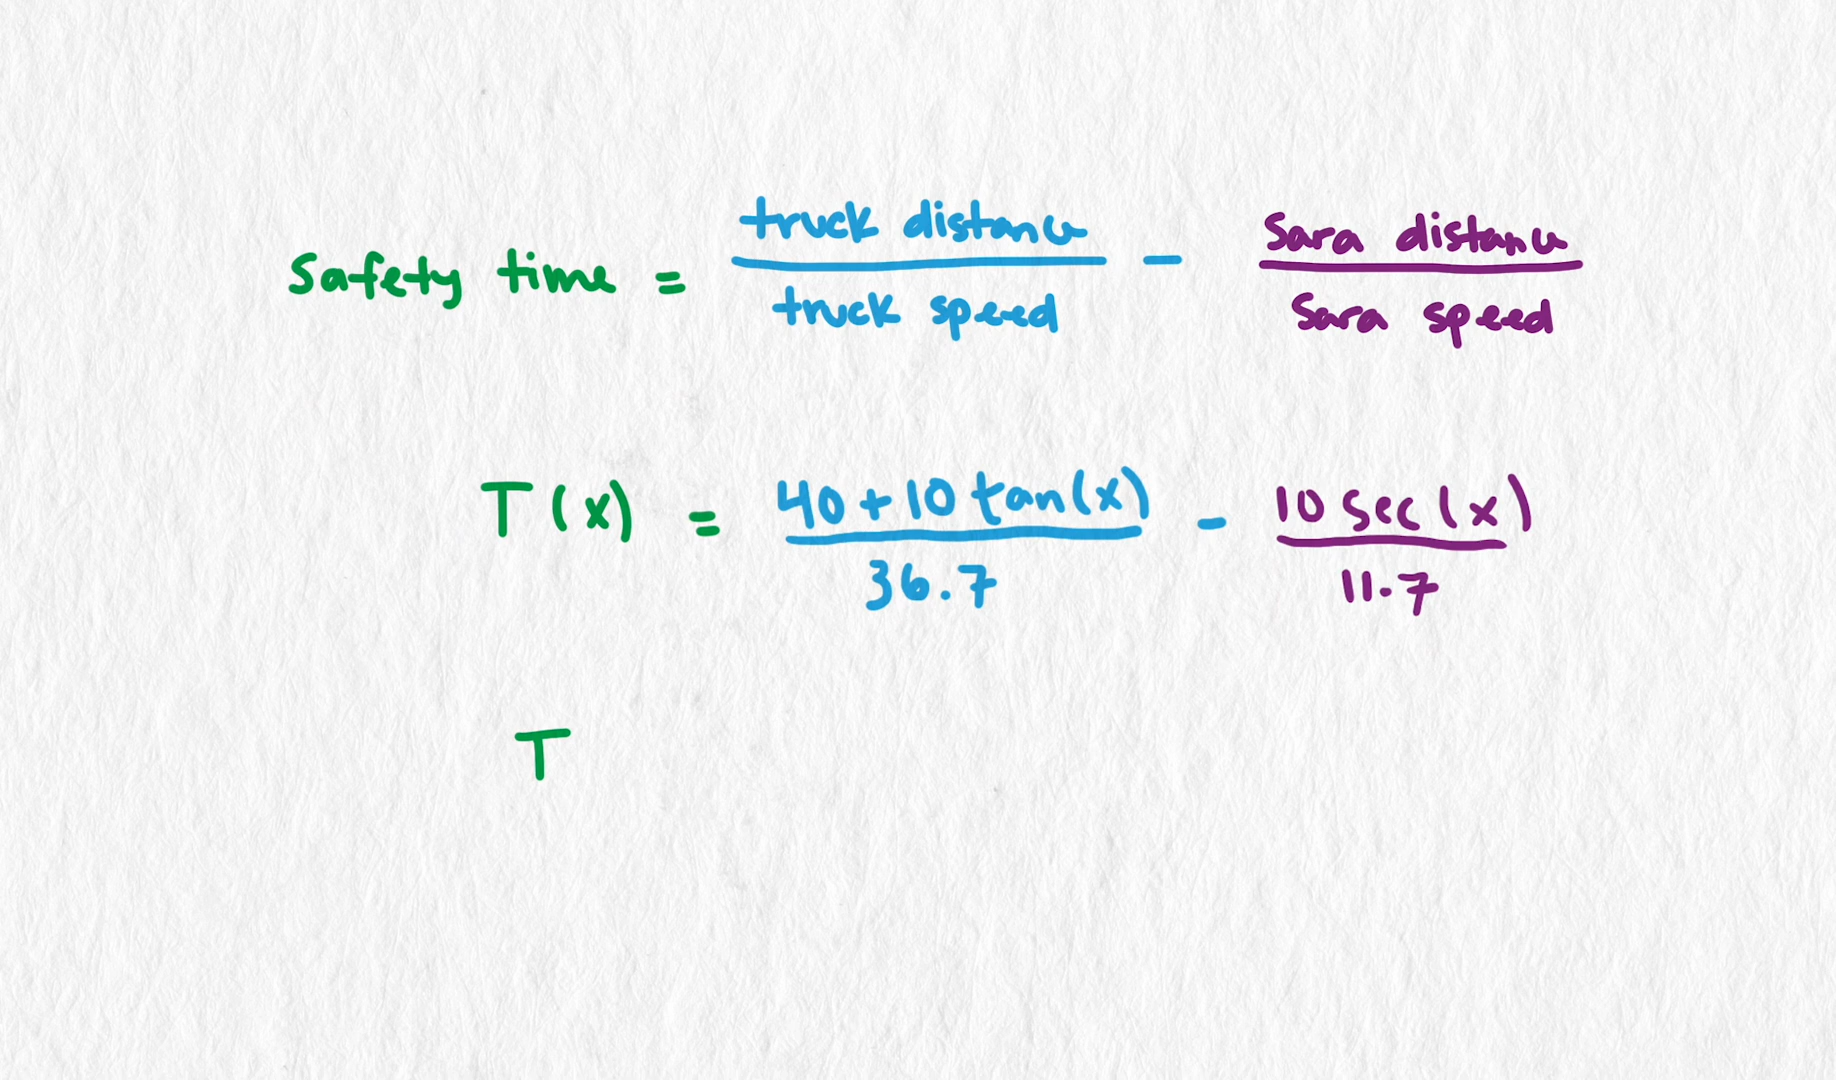 Safety time = truck distance / truck speed - Sara distance / Sara speed
T(x) = 40 + 10 tan(x) / 36.7 - 10 sec(x) / 11.7
T